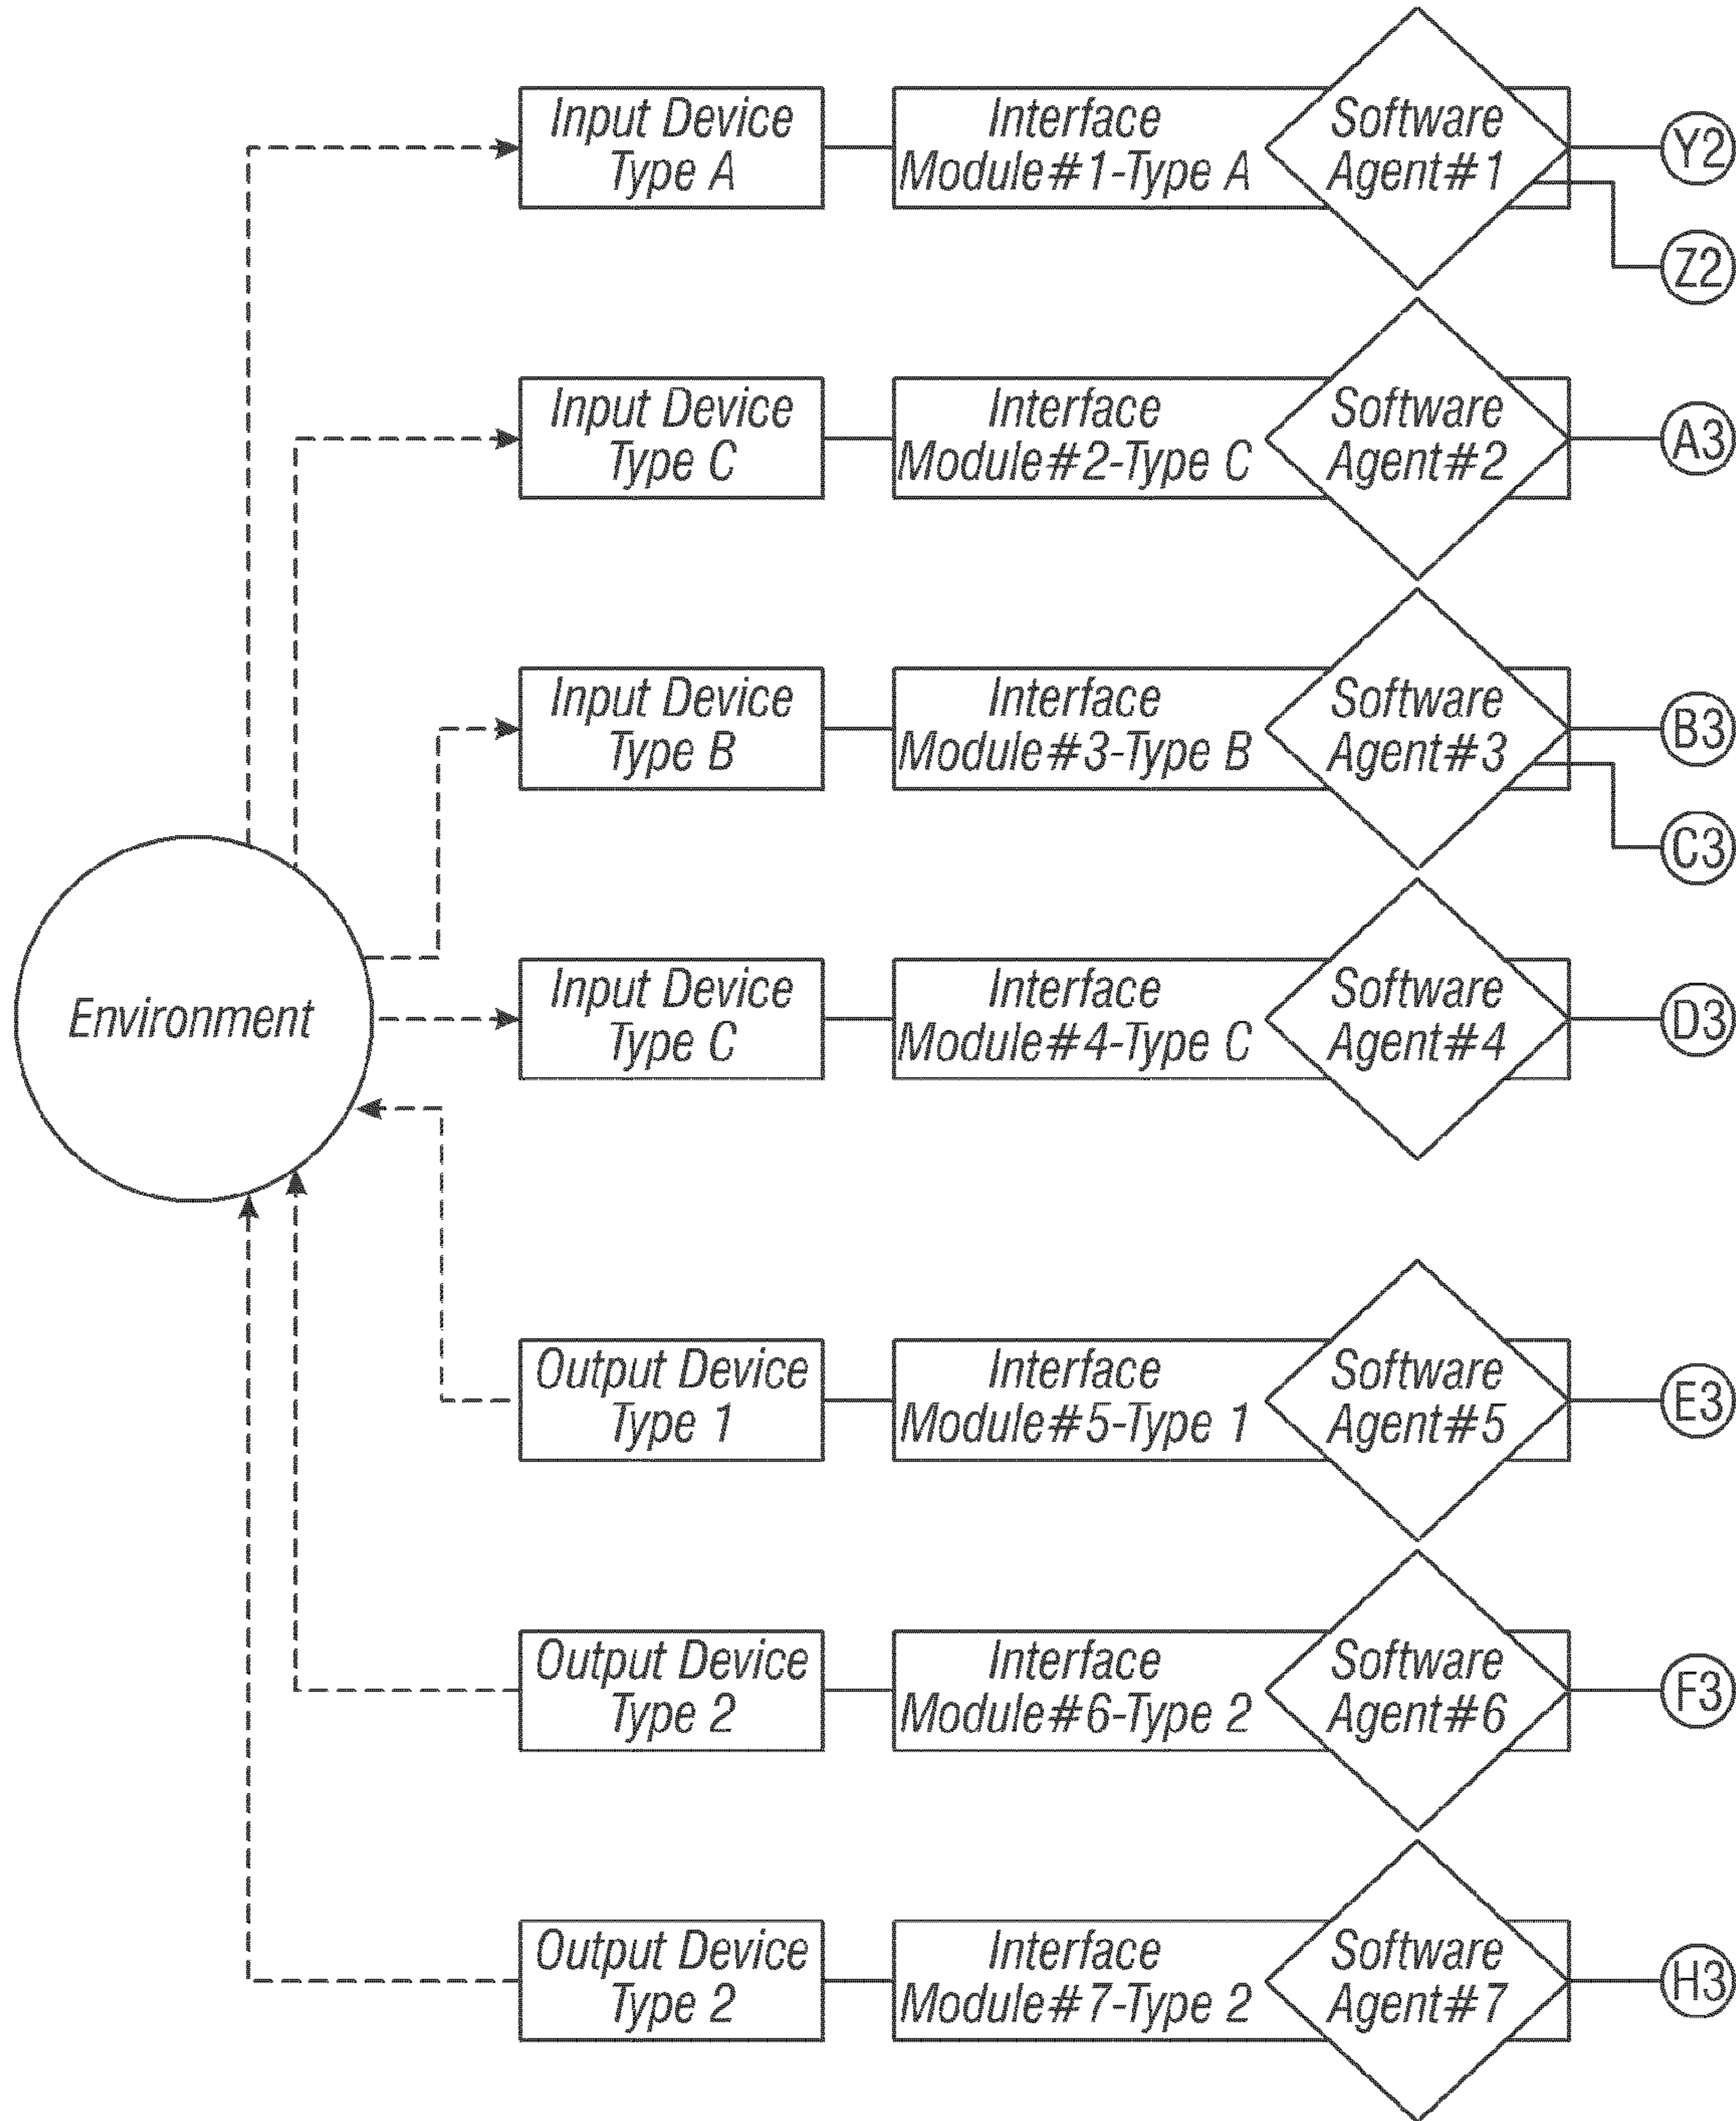 Input Device
Type A
Interface
Module#1-Type A
Software
Agent#1
Y2
Z2
Input Device
Type C
Interface
Module#2-Type C
Software
Agent#2
A3
Input Device
Type B
Interface
Module#3-Type B
Software
Agent#3
B3
C3
Environment
Input Device
Type C
Interface
Module#4-Type C
Software
Agent#4
D3
Output Device
Type 1
Interface
Module#5-Type 1
Software
Agent#5
E3
Output Device
Type 2
Interface
Module#6-Type 2
Software
Agent#6
F3
Output Device
Type 2
Interface
Module#7-Type 2
Software
Agent#7
H3